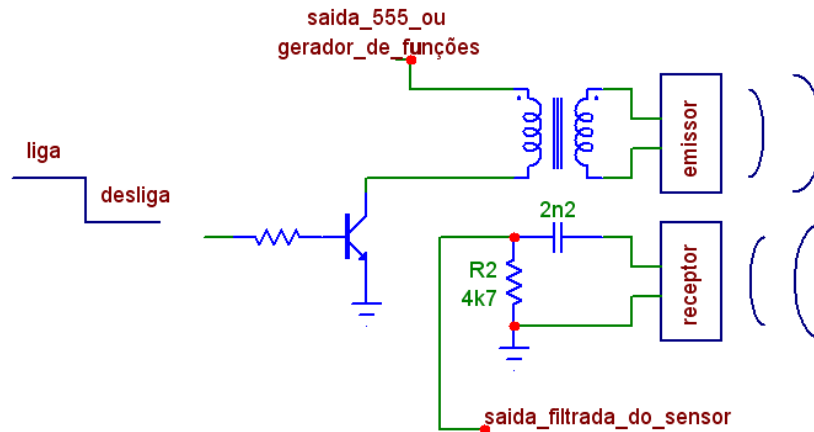 saida_555_ou
gerador_de_funções
liga
desliga
emissor
2n2
R2
4k7
receptor
saida_filtrada_do_sensor